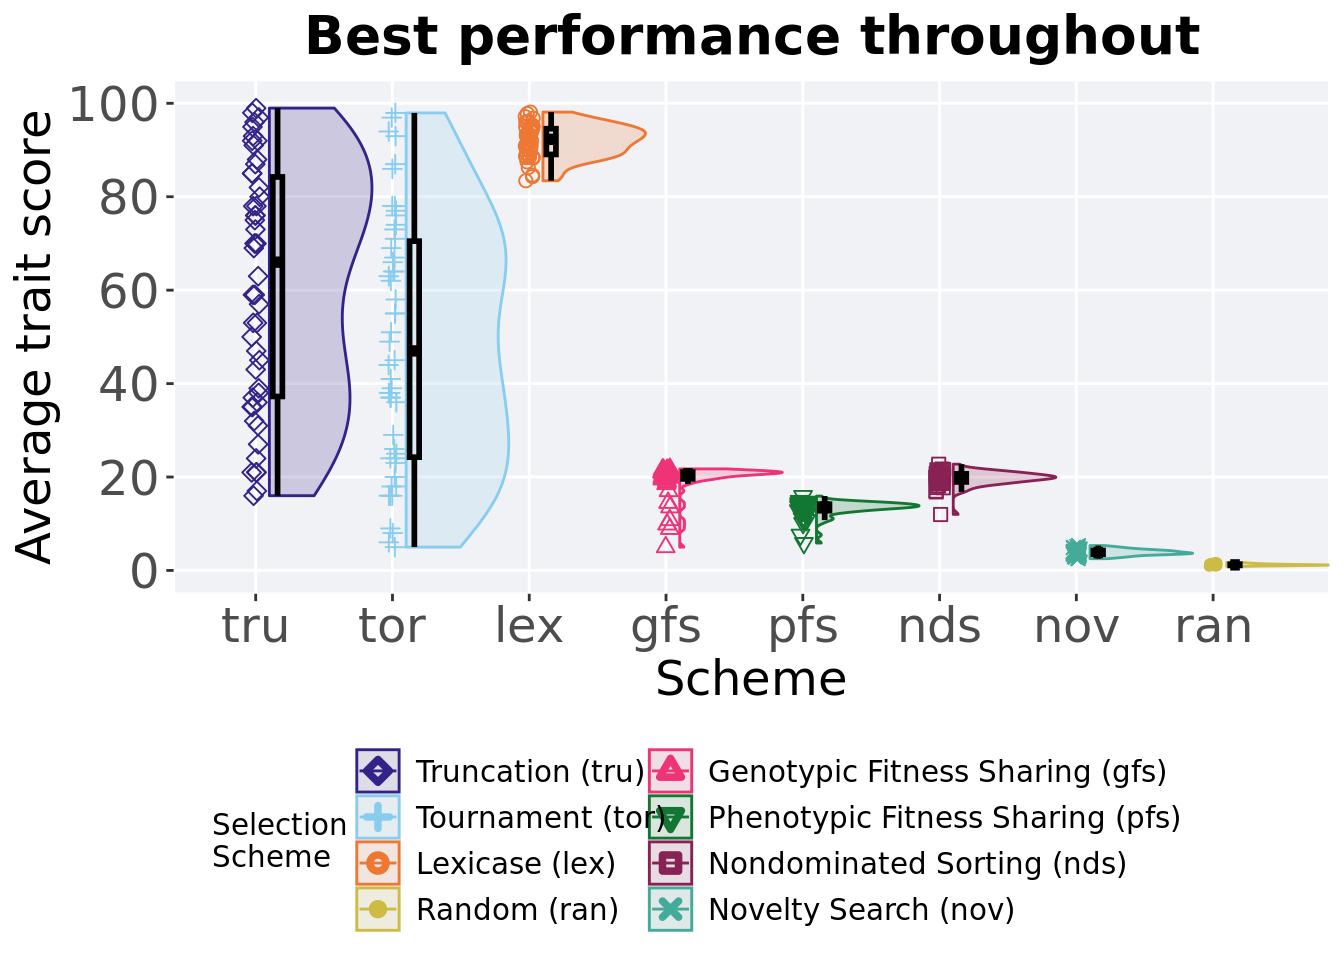 Best performance throughout
Average trait score
100
80
60
40
20
0
tru tor lex gfs pfs nds nov ran
Scheme
Selection
Scheme
Truncation (tru)
Tournament (tor)
Lexicase (lex)
Random (ran)
Genotypic Fitness Sharing (gfs)
Phenotypic Fitness Sharing (pfs)
Nondominated Sorting (nds)
Novelty Search (nov)